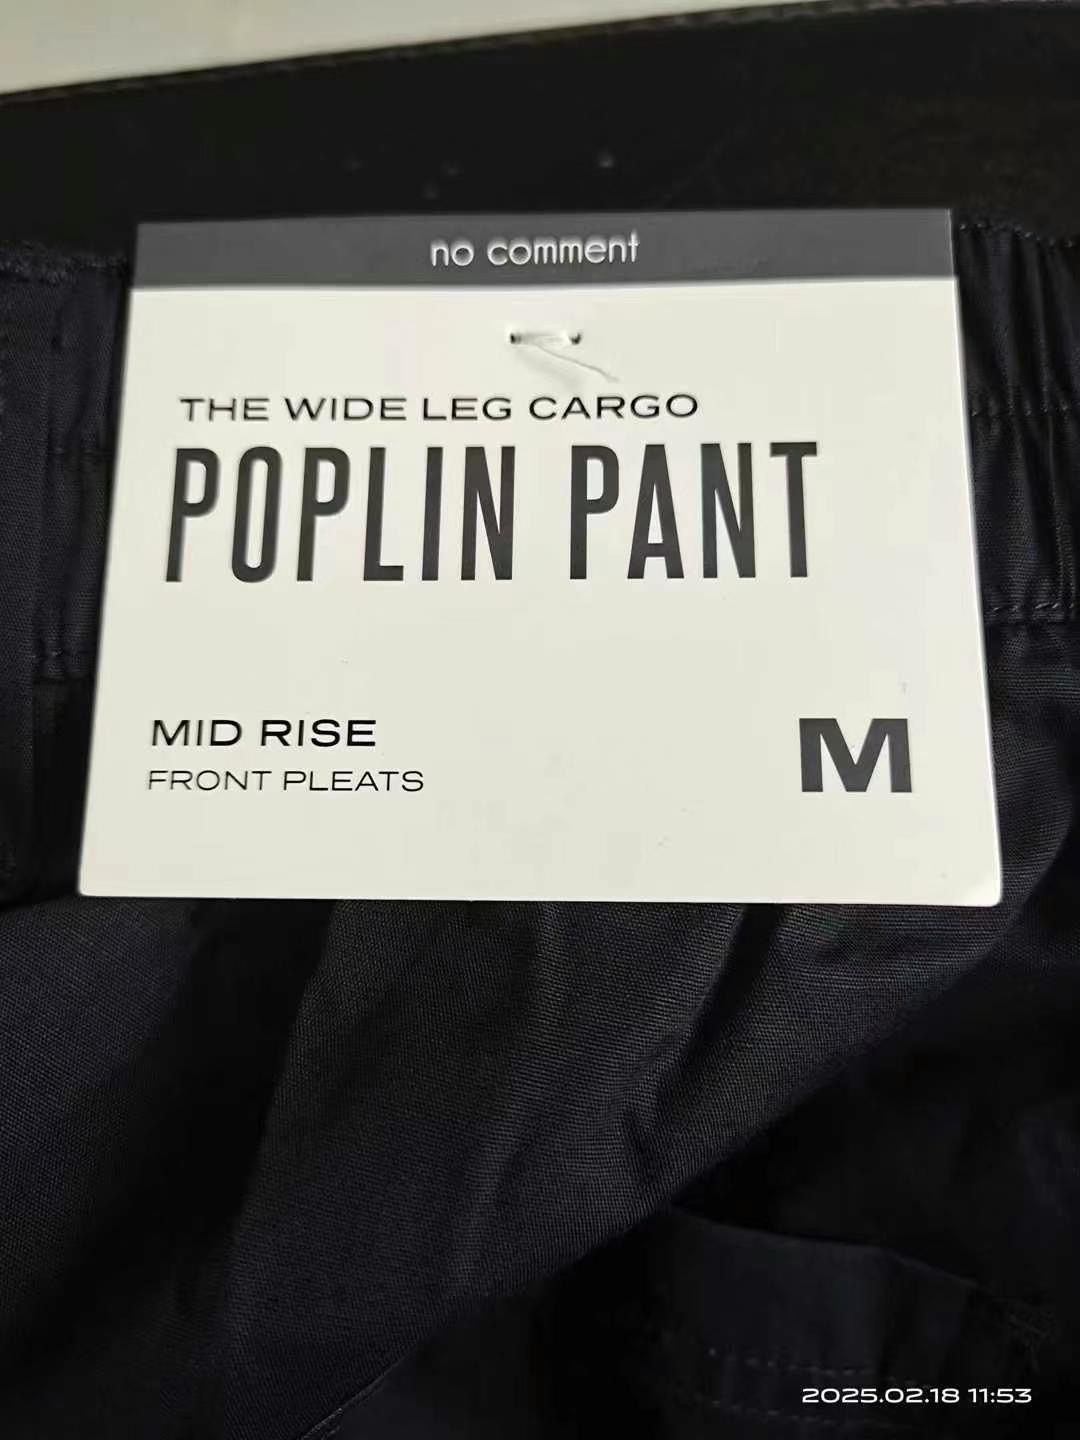 no comment
THE WIDE LEG CARGO
POPLIN PANT
MID RISE
FRONT PLEATS
M
2025.02.18 11:53